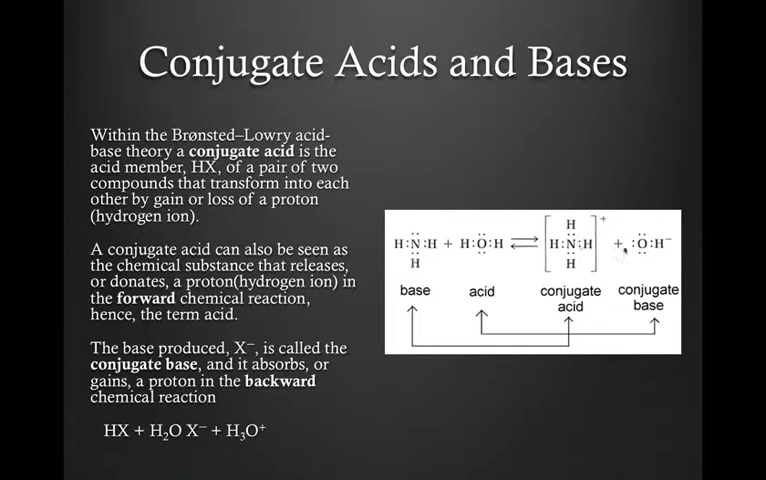 Conjugate Acids and Bases
Within the Brønsted–Lowry acid-
base theory a conjugate acid is the
acid member, HX, of a pair of two
compounds that transform into each
other by gain or loss of a proton
(hydrogen ion).
A conjugate acid can also be seen as
the chemical substance that releases,
or donates, a proton(hydrogen ion) in
the forward chemical reaction,
hence, the term acid.
The base produced, X⁻, is called the
conjugate base, and it absorbs, or
gains, a proton in the backward
chemical reaction
HX + H₂O X⁻ + H₃O⁺
H
H:N:H + H:O:H ⇌ [H:N:H]⁺ + :O:H⁻
H H
base acid conjugate acid conjugate base